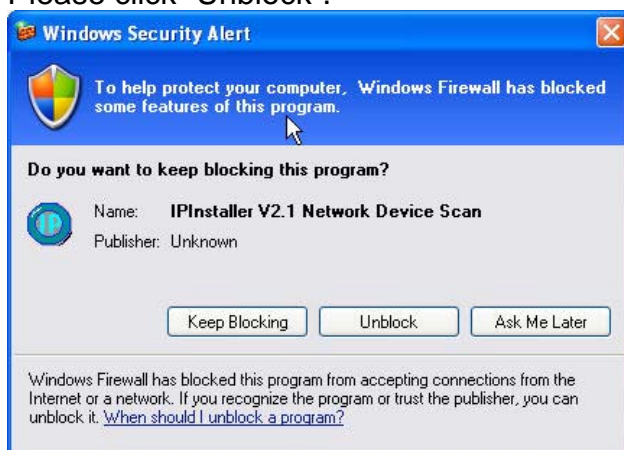 Please click "Unblock".
Windows Security Alert
To help protect your computer, Windows Firewall has blocked
some features of this program.
Do you want to keep blocking this program?
Name: IPInstaller V2.1 Network Device Scan
Publisher: Unknown
Keep Blocking Unblock Ask Me Later
Windows Firewall has blocked this program from accepting connections from the
Internet or a network. If you recognize the program or trust the publisher, you can
unblock it. When should I unblock a program?